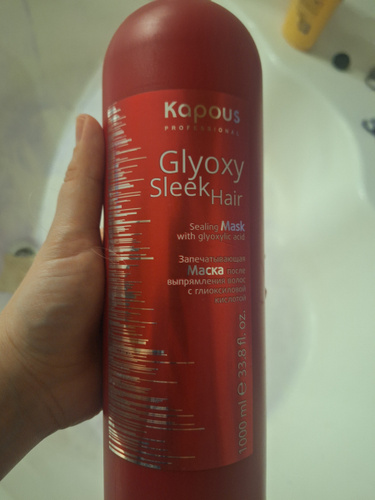 Kapous
PROFESSIONAL
Glyoxy
Sleek Hair
Sealing Mask
with glyoxylic acid
Запечатывающая
Маска после
выпрямления волос
с глиоксиловой
кислотой
1000 ml e 33.8 fl. oz.